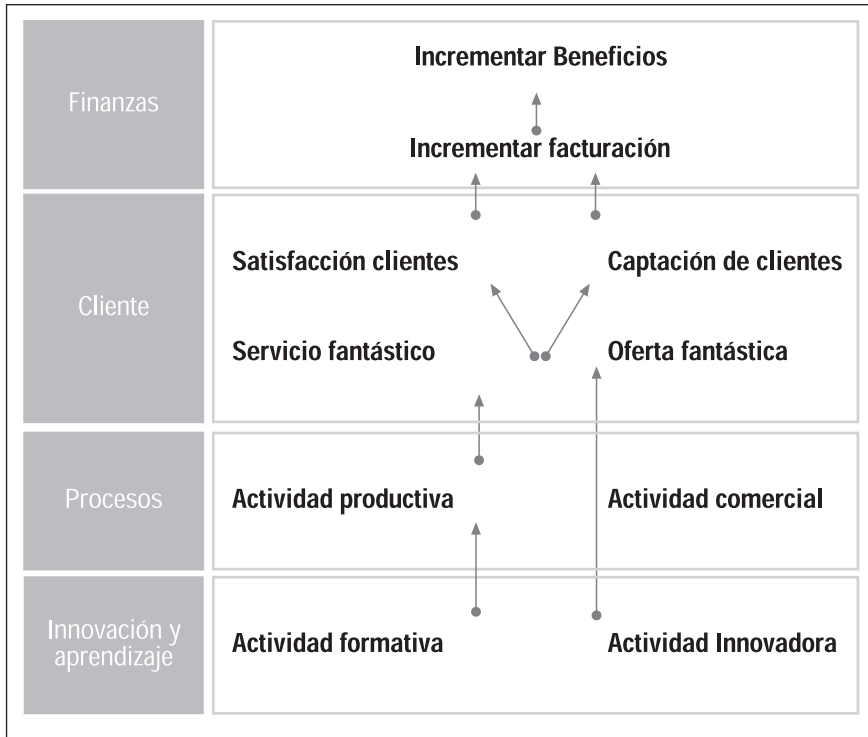 Finanzas
Incrementar Beneficios
Incrementar facturación
Cliente
Satisfacción clientes
Captación de clientes
Servicio fantástico
Oferta fantástica
Procesos
Actividad productiva
Actividad comercial
Innovación y
aprendizaje
Actividad formativa
Actividad Innovadora